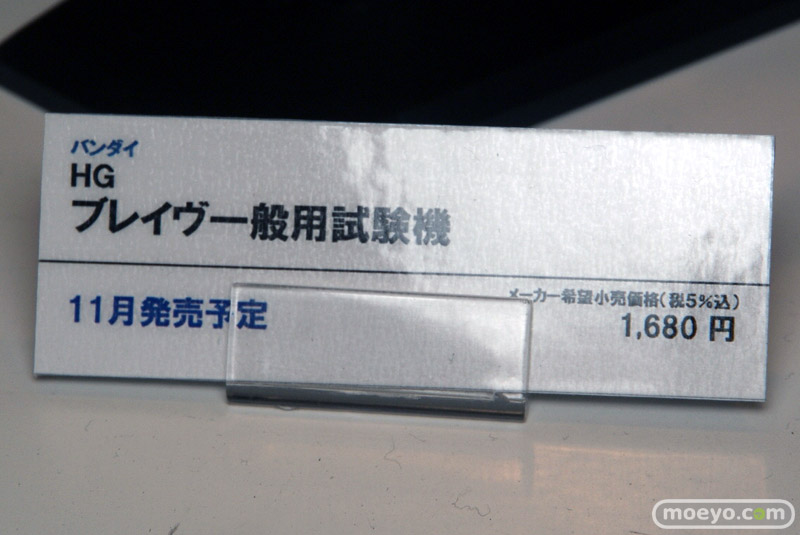 バンダイ
HG
ブレイヴ一般用試験機
11月発売予定
メーカー希望小売価格(税5%込)
1,680 円
moeyo.com